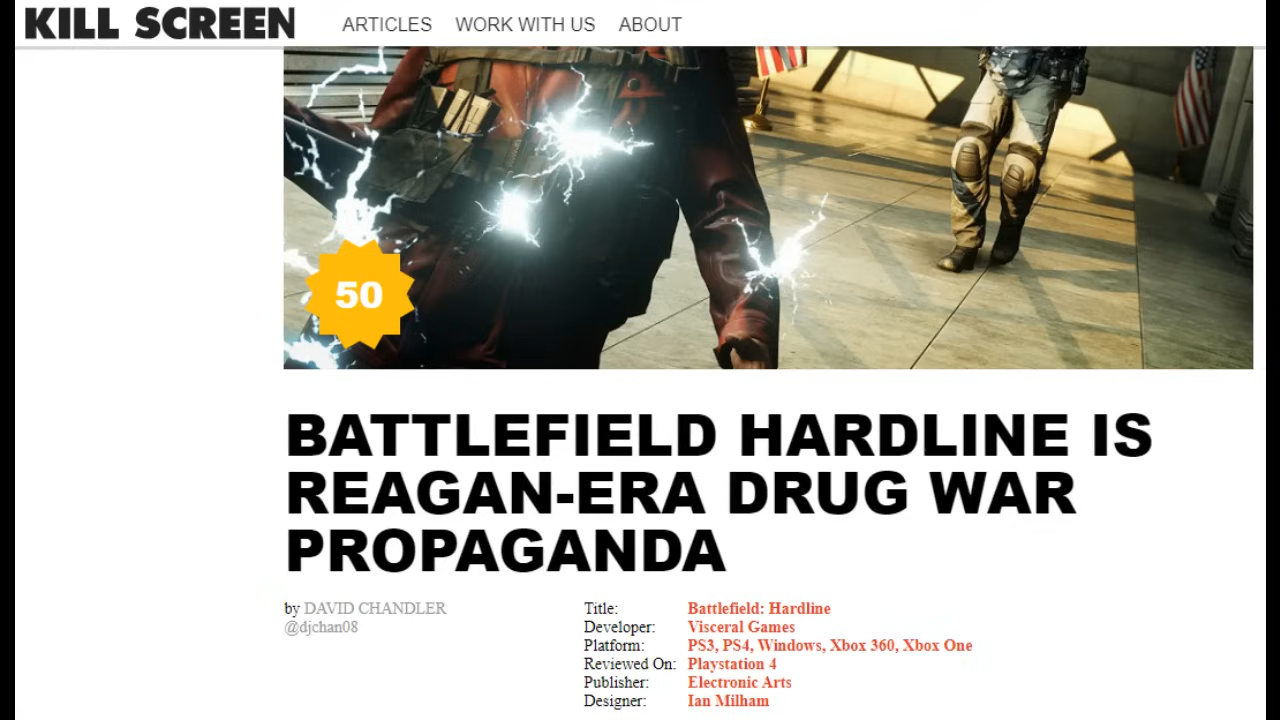 KILL SCREEN ARTICLES WORK WITH US ABOUT
50
BATTLEFIELD HARDLINE IS
REAGAN-ERA DRUG WAR
PROPAGANDA
by DAVID CHANDLER
@djchan08
Title: Battlefield: Hardline
Developer: Visceral Games
Platform: PS3, PS4, Windows, Xbox 360, Xbox One
Reviewed On: Playstation 4
Publisher: Electronic Arts
Designer: Ian Milham